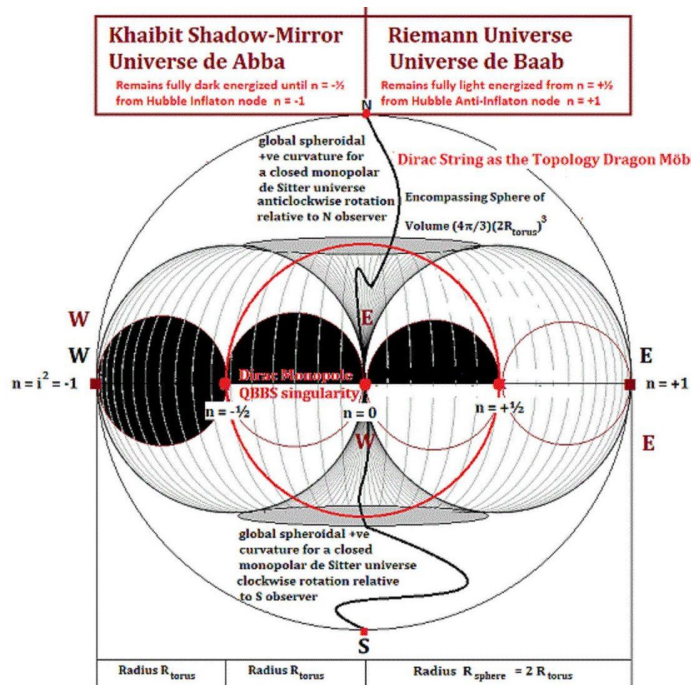 Khaibit Shadow-Mirror
Universe de Abba
Remains fully dark energized until n = -½
from Hubble Inflaton node n = -1
Riemann Universe
Universe de Baab
Remains fully light energized from n = +½
from Hubble Anti-Inflaton node n = +1
N
global spheroidal
+ve curvature for
a closed monopolar
de Sitter universe
anticlockwise rotation
relative to N observer
Dirac String as the Topology Dragon Möb
Encompassing Sphere of
Volume (4π/3)(2R_torus)³
W
W
n = i² = -1
E
Dirac Monopole
QBBS singularity
n = -½
n = 0
n = +½
E
n = +1
E
W
global spheroidal +ve
curvature for a closed
monopolar de Sitter universe
clockwise rotation relative
to S observer
S
Radius R_torus
Radius R_torus
Radius R_sphere = 2 R_torus